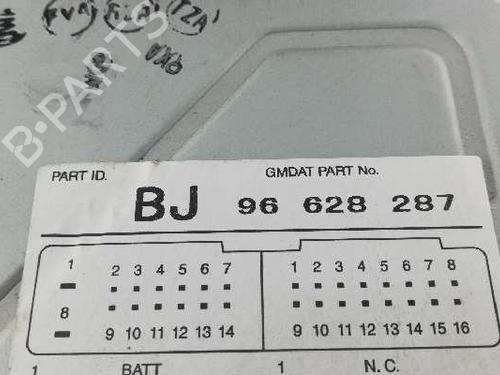 B-PARTS
PART ID. GMDAT PART No.
BJ 96 628 287
1 2 3 4 5 6 7 1 2 3 4 5 6 7 8
8 9 10 11 12 13 14 9 10 11 12 13 14 15 16
1 BATT 1 N.C.